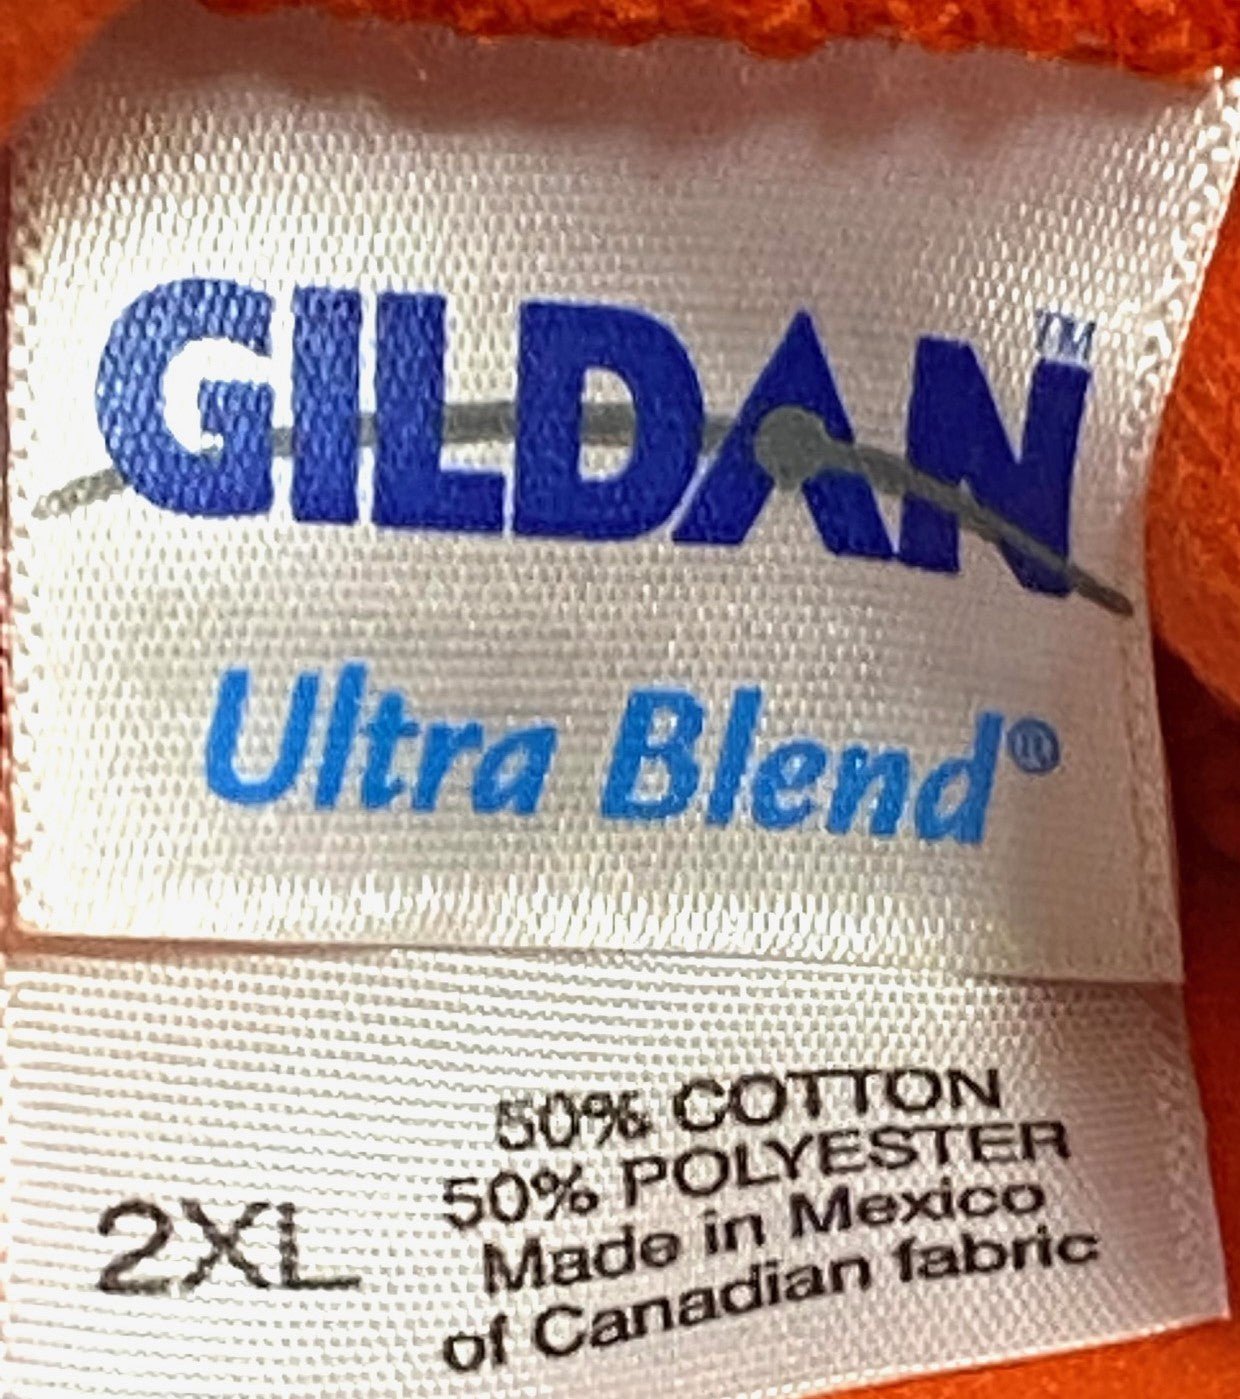 GILDAN™
Ultra Blend®
50% COTTON
50% POLYESTER
Made in Mexico
of Canadian fabric
2XL